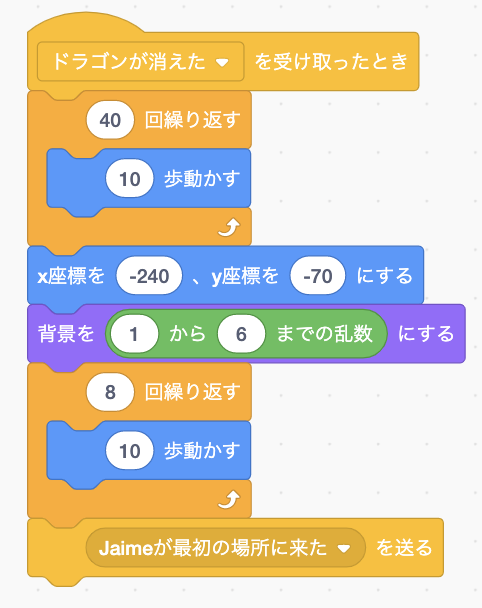 ドラゴンが消えた を受け取ったとき
40 回繰り返す
10 歩動かす
x座標を -240 、y座標を -70 にする
背景を 1 から 6 までの乱数 にする
8 回繰り返す
10 歩動かす
Jaimeが最初の場所に来た を送る